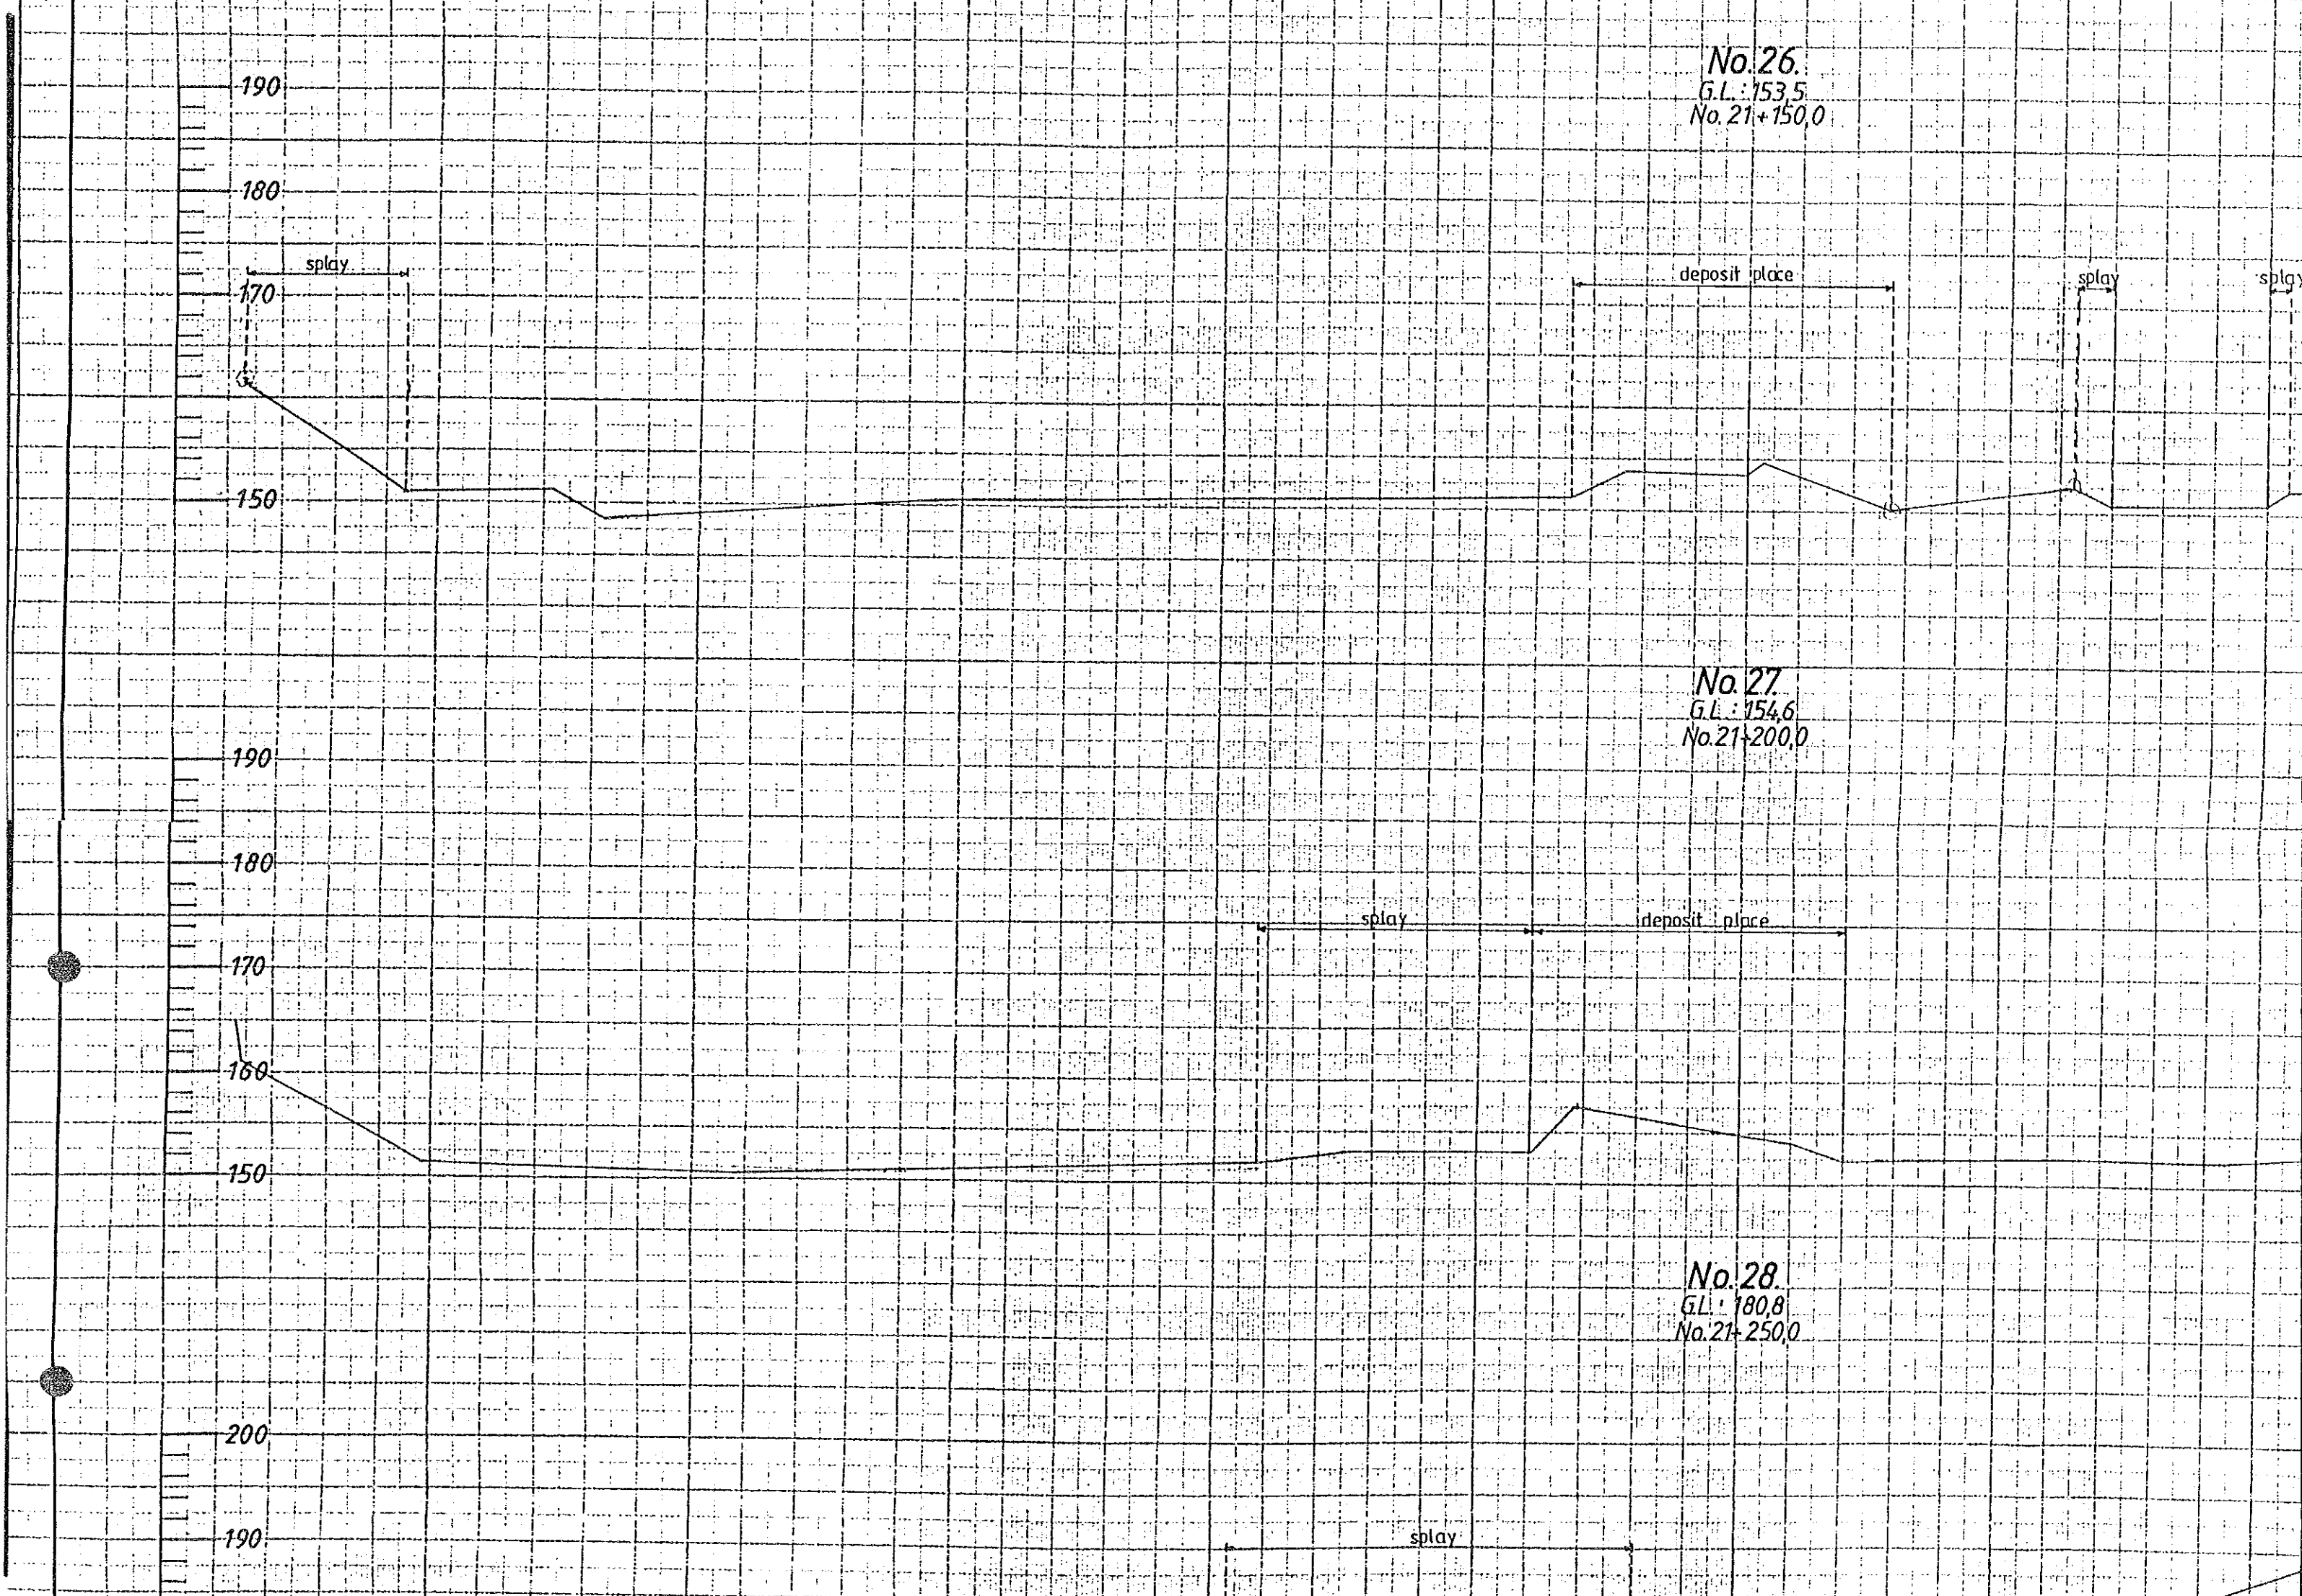 No. 26.
G.L.: 153,5
No. 21+150,0
190
180
splay
deposit place
splay
splay
170
150
No. 27.
G.L.: 154,6
No. 21+200,0
190
180
splay
deposit place
170
160
150
No. 28.
G.L.: 180,8
No. 21+250,0
200
190
splay